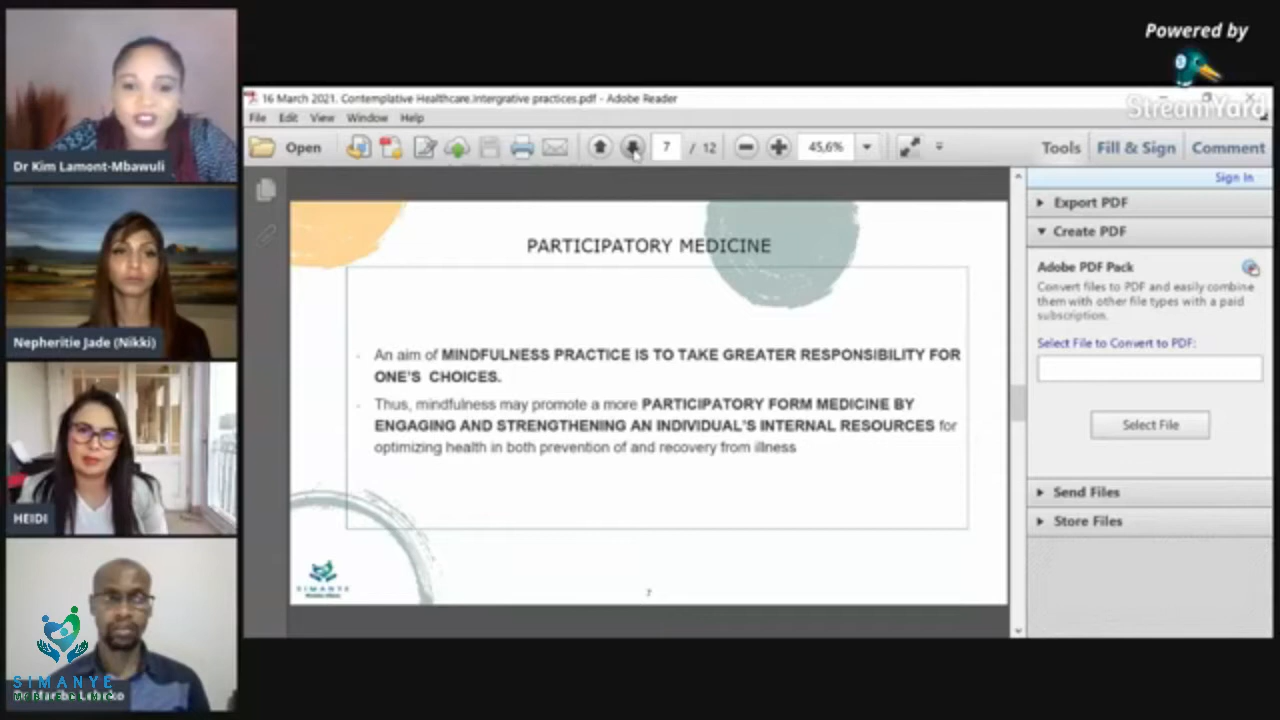 Powered by
StreamYard
Dr Kim Lamont-Mbawuli
Nepheritie Jade (Nikki)
HEIDI
SIMANYE
MOBILE CLINIC
16 March 2021. Contemplative Healthcare.Intergrative practices.pdf - Adobe Reader
File Edit View Window Help
Open 7 / 12 45,6% Tools Fill & Sign Comment
Sign In
PARTICIPATORY MEDICINE
- An aim of MINDFULNESS PRACTICE IS TO TAKE GREATER RESPONSIBILITY FOR
ONE'S CHOICES.
- Thus, mindfulness may promote a more PARTICIPATORY FORM MEDICINE BY
ENGAGING AND STRENGTHENING AN INDIVIDUAL'S INTERNAL RESOURCES for
optimizing health in both prevention of and recovery from illness
SIMANYE
7
Export PDF
Create PDF
Adobe PDF Pack
Convert files to PDF and easily combine
them with other file types with a paid
subscription.
Select File to Convert to PDF:
Select File
Send Files
Store Files